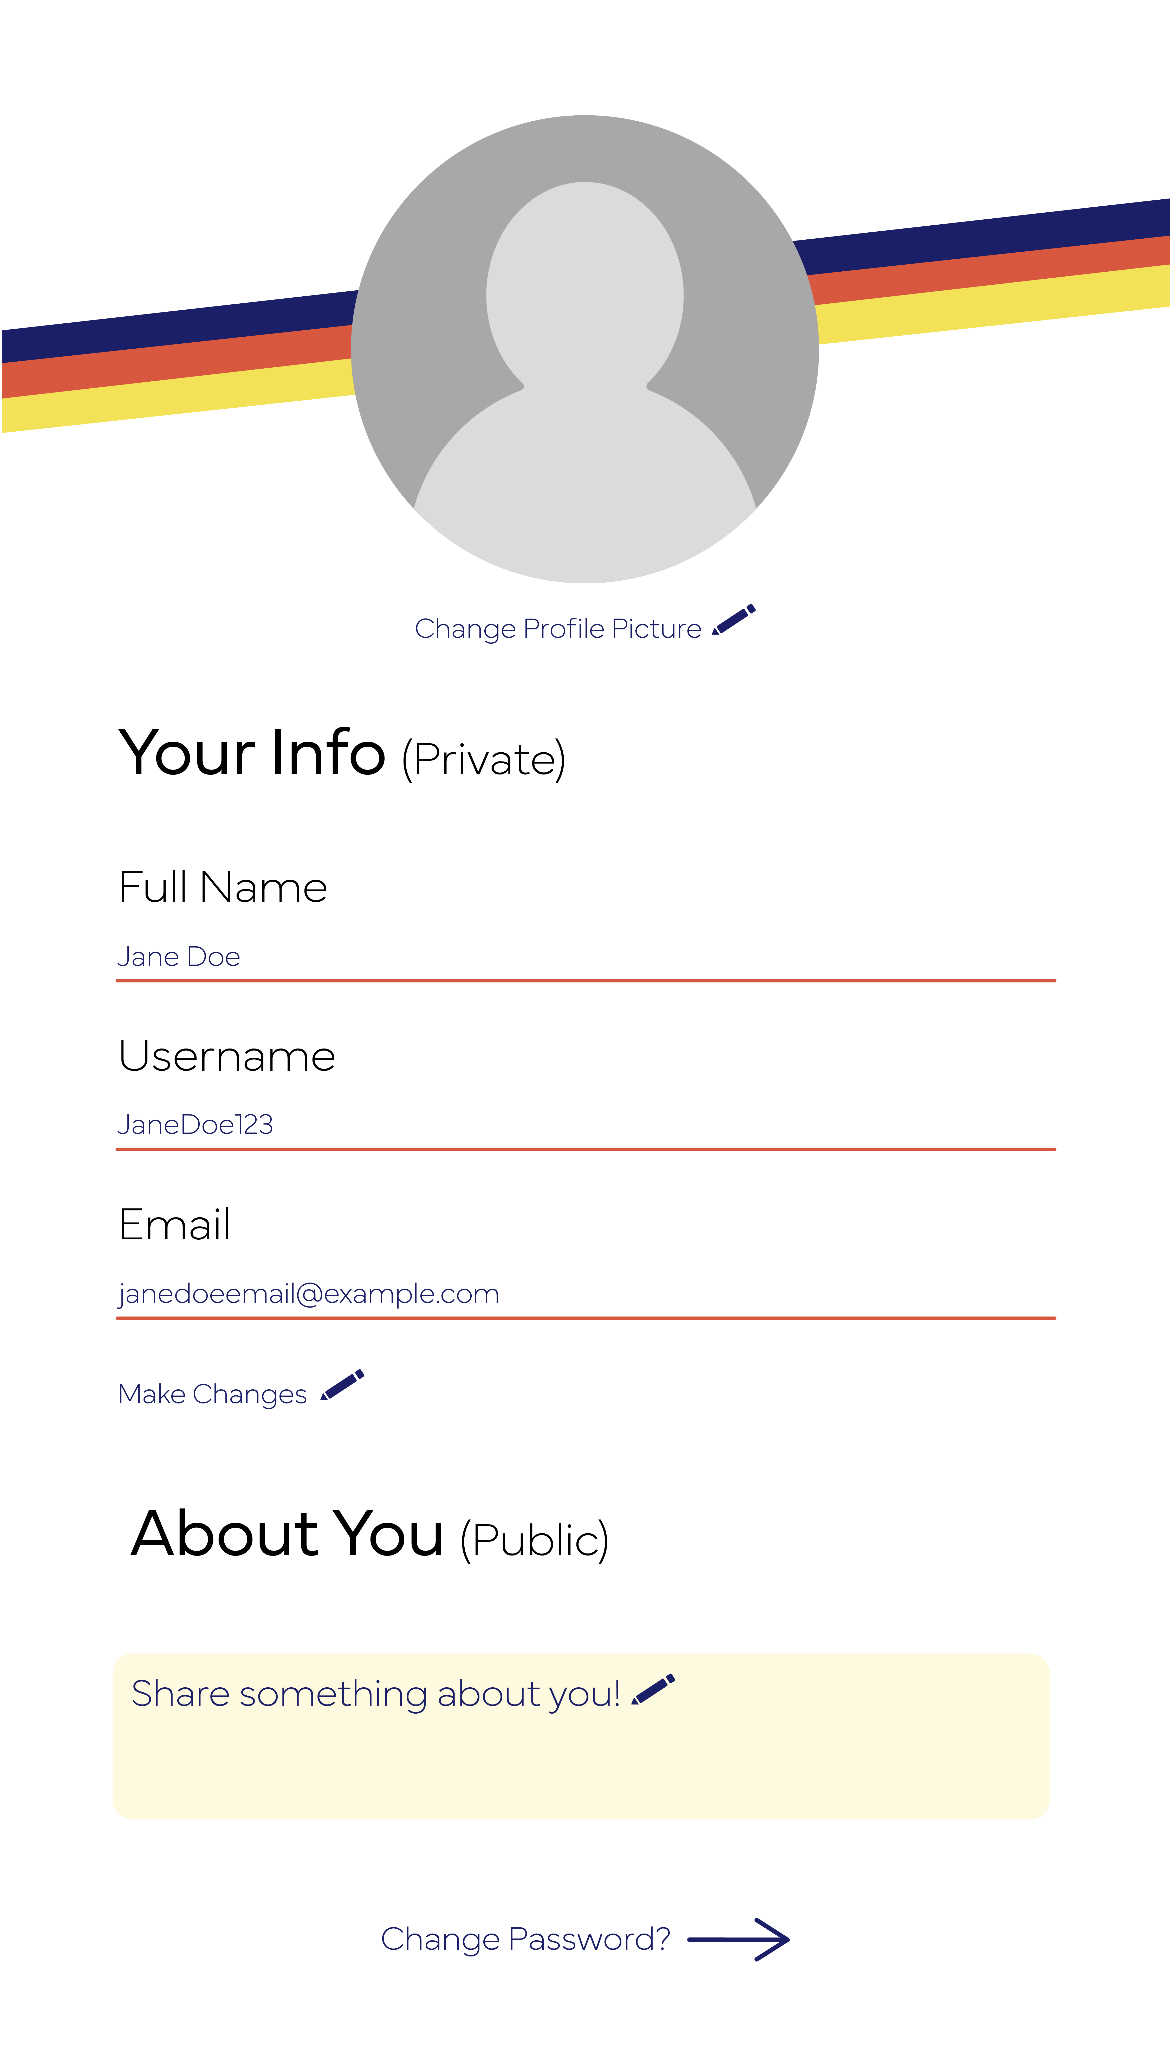 Change Profile Picture
Your Info (Private)
Full Name
Jane Doe
Username
JaneDoe123
Email
janedoeemail@example.com
Make Changes
About You (Public)
Share something about you!
Change Password?